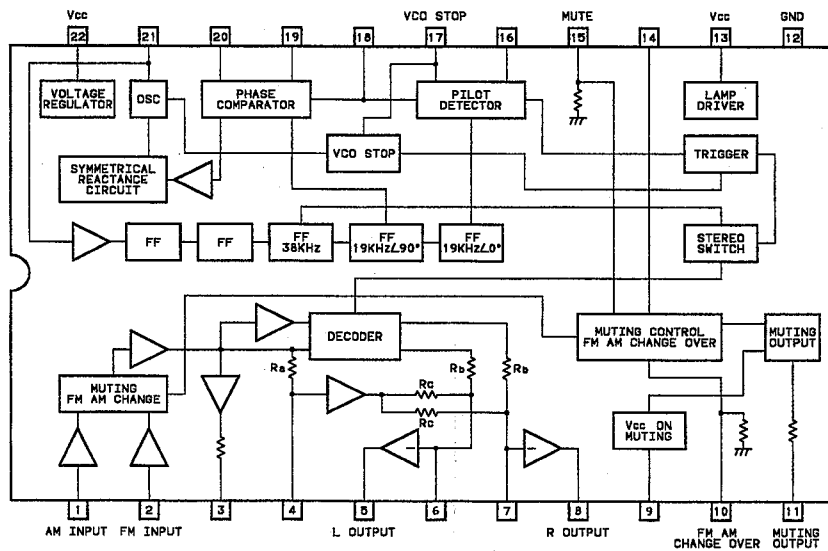 Vcc VCO STOP MUTE Vcc GND
22 21 20 19 18 17 16 15 14 13 12
VOLTAGE
REGULATOR
OSC
PHASE
COMPARATOR
PILOT
DETECTOR
LAMP
DRIVER
SYMMETRICAL
REACTANCE
CIRCUIT
VCO STOP
TRIGGER
FF
FF
FF
38KHz
FF
19KHz∠90°
FF
19KHz∠0°
STEREO
SWITCH
DECODER
MUTING CONTROL
FM AM CHANGE OVER
MUTING
OUTPUT
MUTING
FM AM CHANGE
Ra
Rb
Rb
Rc
Rc
Vcc ON
MUTING
−
−
1 2 3 4 5 6 7 8 9 10 11
AM INPUT FM INPUT L OUTPUT R OUTPUT
FM AM
CHANGE OVER
MUTING
OUTPUT